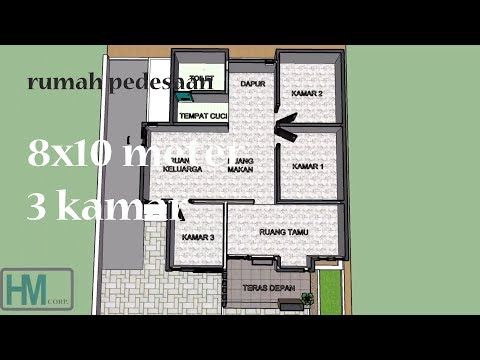 rumah pedesaan
8x10 meter
3 kamar
TOILET
DAPUR
KAMAR 2
TEMPAT CUCI
RUANG KELUARGA
RUANG MAKAN
KAMAR 1
KAMAR 3
RUANG TAMU
TERAS DEPAN
HM CORP.